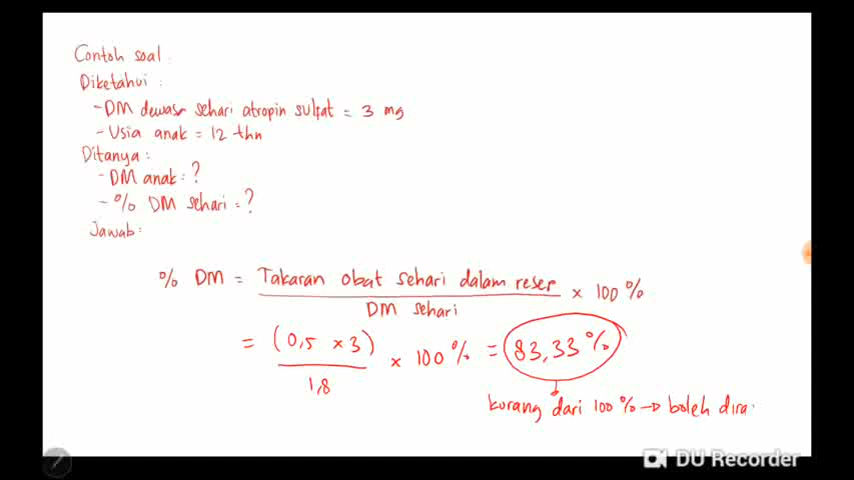 Contoh soal:
Diketahui:
- DM dewasa sehari atropin sulfat = 3 mg
- Usia anak = 12 thn
Ditanya:
- DM anak: ?
- % DM sehari = ?
Jawab:
% DM = Takaran obat sehari dalam resep × 100 %
DM sehari
= (0,5 × 3) × 100 % = 83,33 %
1,8
kurang dari 100 % → boleh dira
DU Recorder